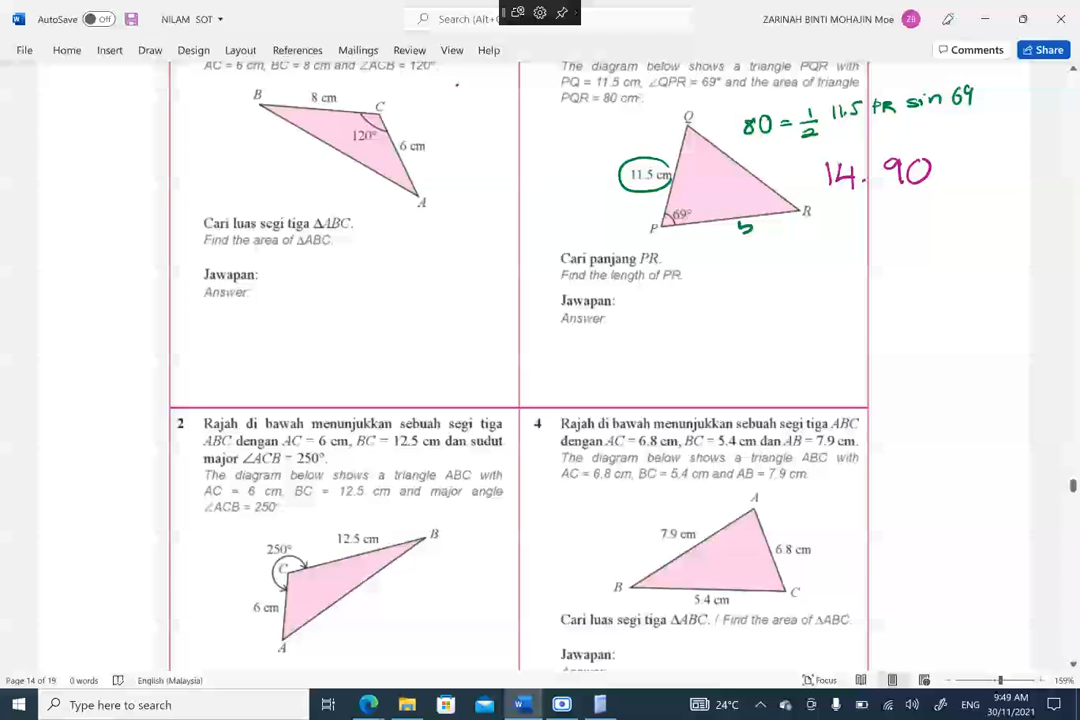 AutoSave Off NILAM SOT Search (Alt+ ZARINAH BINTI MOHAJIN Moe ZB
File Home Insert Draw Design Layout References Mailings Review View Help Comments Share
AC = 6 cm, BC = 8 cm and ∠ACB = 120°
B
8 cm
C
120°
6 cm
A
Cari luas segi tiga ΔABC.
Find the area of ΔABC.
Jawapan:
Answer:
The diagram below shows a triangle PQR with
PQ = 11.5 cm, ∠QPR = 69° and the area of triangle
PQR = 80 cm².
80 = 1/2 11.5 PR sin 69
14.90
Q
11.5 cm
69°
P
R
b
Cari panjang PR.
Find the length of PR.
Jawapan:
Answer:
2 Rajah di bawah menunjukkan sebuah segi tiga
ABC dengan AC = 6 cm, BC = 12.5 cm dan sudut
major ∠ACB = 250°.
The diagram below shows a triangle ABC with
AC = 6 cm, BC = 12.5 cm and major angle
∠ACB = 250°
250°
12.5 cm
B
C
6 cm
A
4 Rajah di bawah menunjukkan sebuah segi tiga ABC
dengan AC = 6.8 cm, BC = 5.4 cm dan AB = 7.9 cm.
The diagram below shows a triangle ABC with
AC = 6.8 cm, BC = 5.4 cm and AB = 7.9 cm.
A
7.9 cm
6.8 cm
B
C
5.4 cm
Cari luas segi tiga ΔABC. / Find the area of ΔABC.
Jawapan:
Page 14 of 19 0 words English (Malaysia) Focus 159%
Type here to search 24°C ENG 9:49 AM
30/11/2021